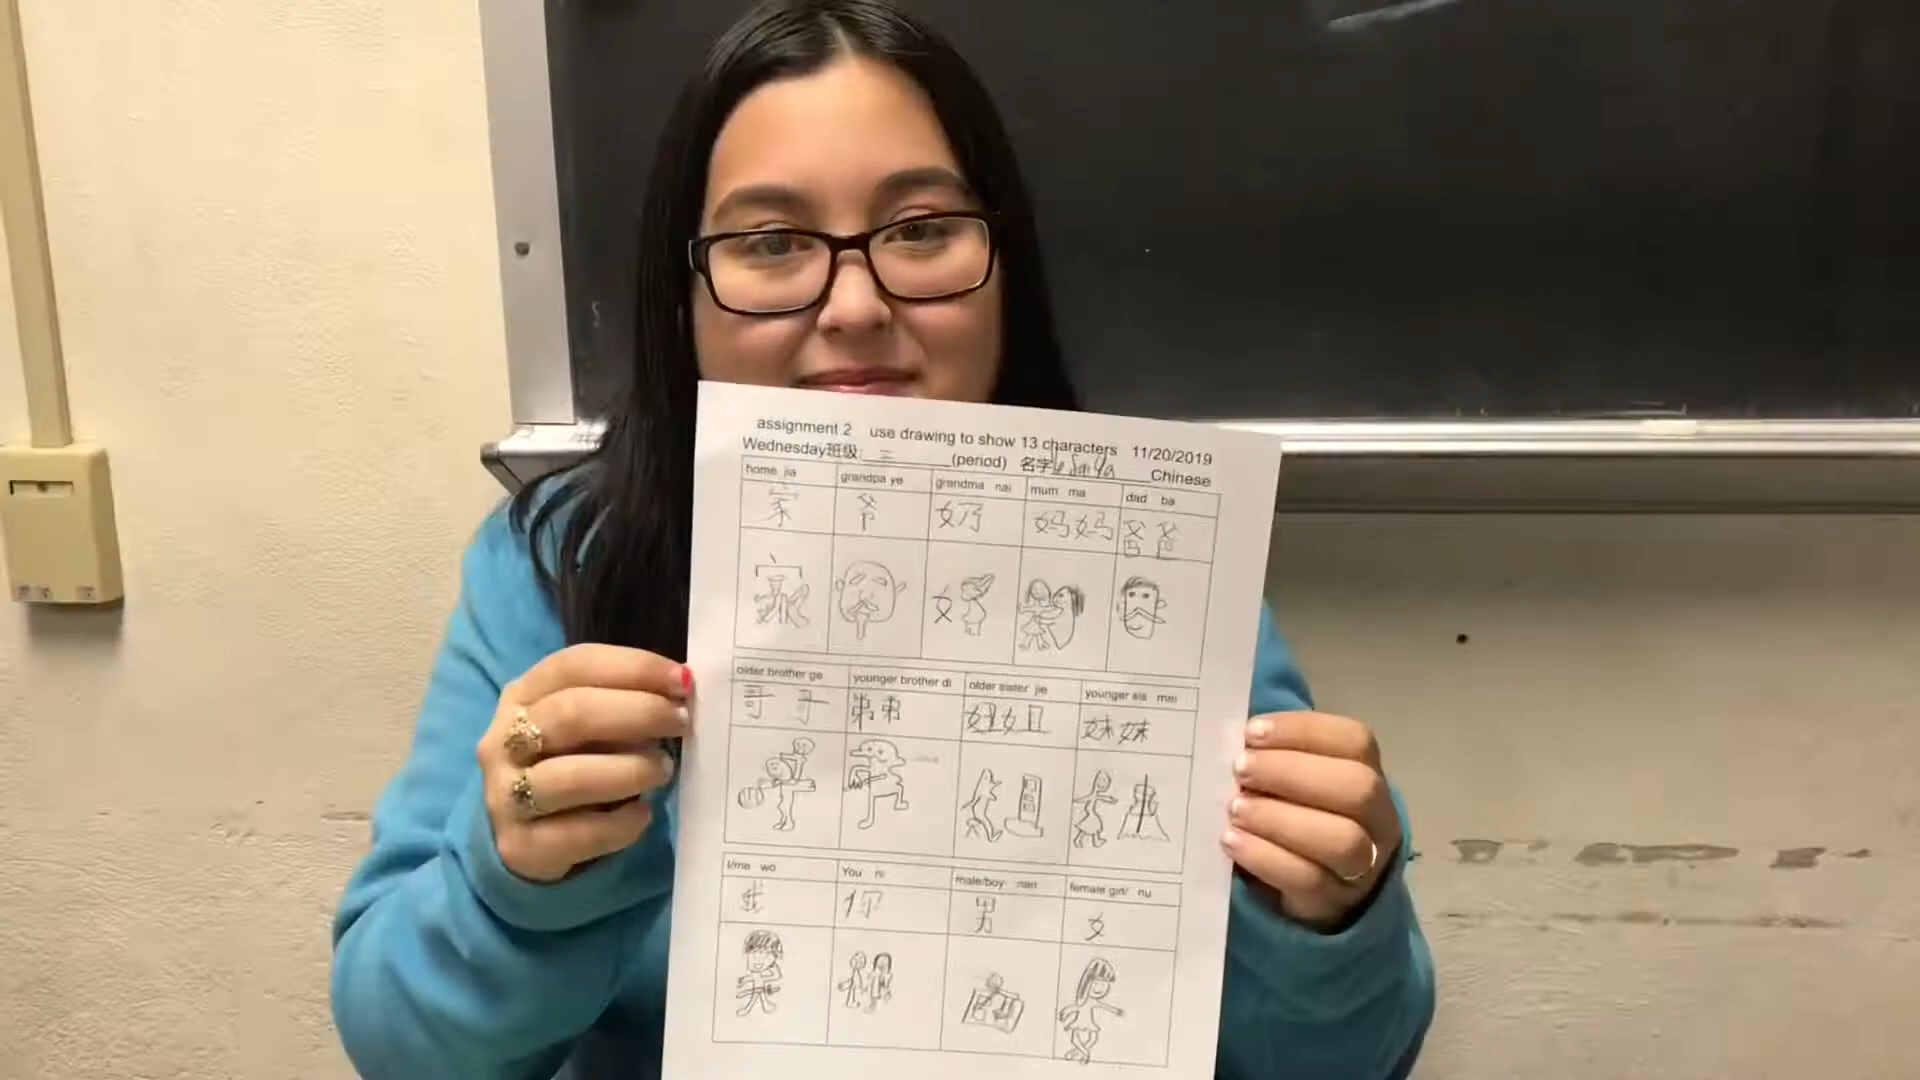 assignment 2 use drawing to show 13 characters 11/20/2019
Wednesday班级: 三 (period) 名字 Chinese
home jia grandpa ye grandma nai mum ma dad ba
家 爷 奶 妈妈 爸爸
女
older brother ge younger brother di older sister jie younger sis mei
哥 哥 弟弟 姐姐 妹妹
I/me wo You ni male/boy nan female girl/ nu
我 你 男 女